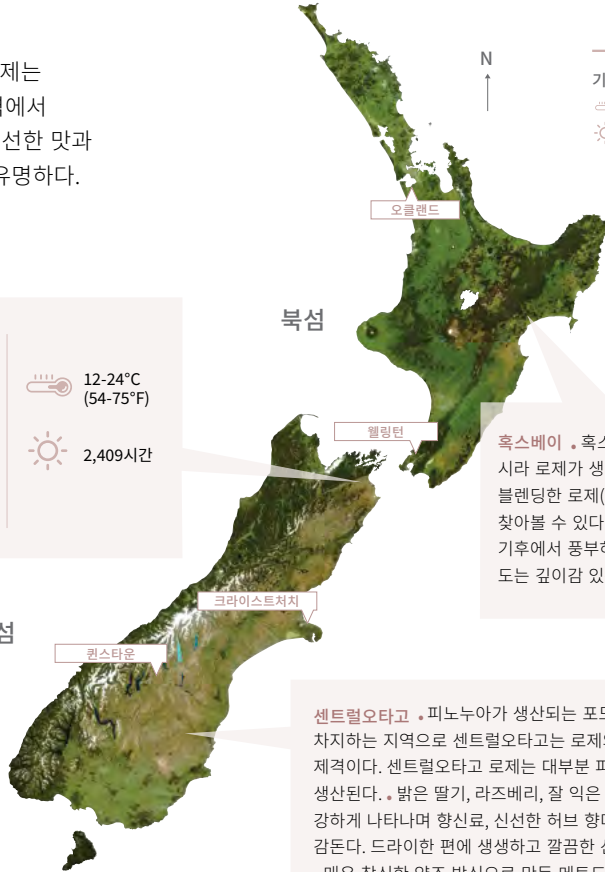 제는
에서
선한 맛과
유명하다.
N
기
오클랜드
북섬
12-24°C
(54-75°F)
2,409시간
웰링턴
혹스베이 • 혹스
시라 로제가 생
블렌딩한 로제(
찾아볼 수 있다
기후에서 풍부하
도는 깊이감 있
크라이스트처치
섬
퀸스타운
센트럴오타고 • 피노누아가 생산되는 포도
차지하는 지역으로 센트럴오타고는 로제의
제격이다. 센트럴오타고 로제는 대부분 피
생산된다. • 밝은 딸기, 라즈베리, 잘 익은
강하게 나타나며 향신료, 신선한 허브 향미
감돈다. 드라이한 편에 생생하고 깔끔한 산